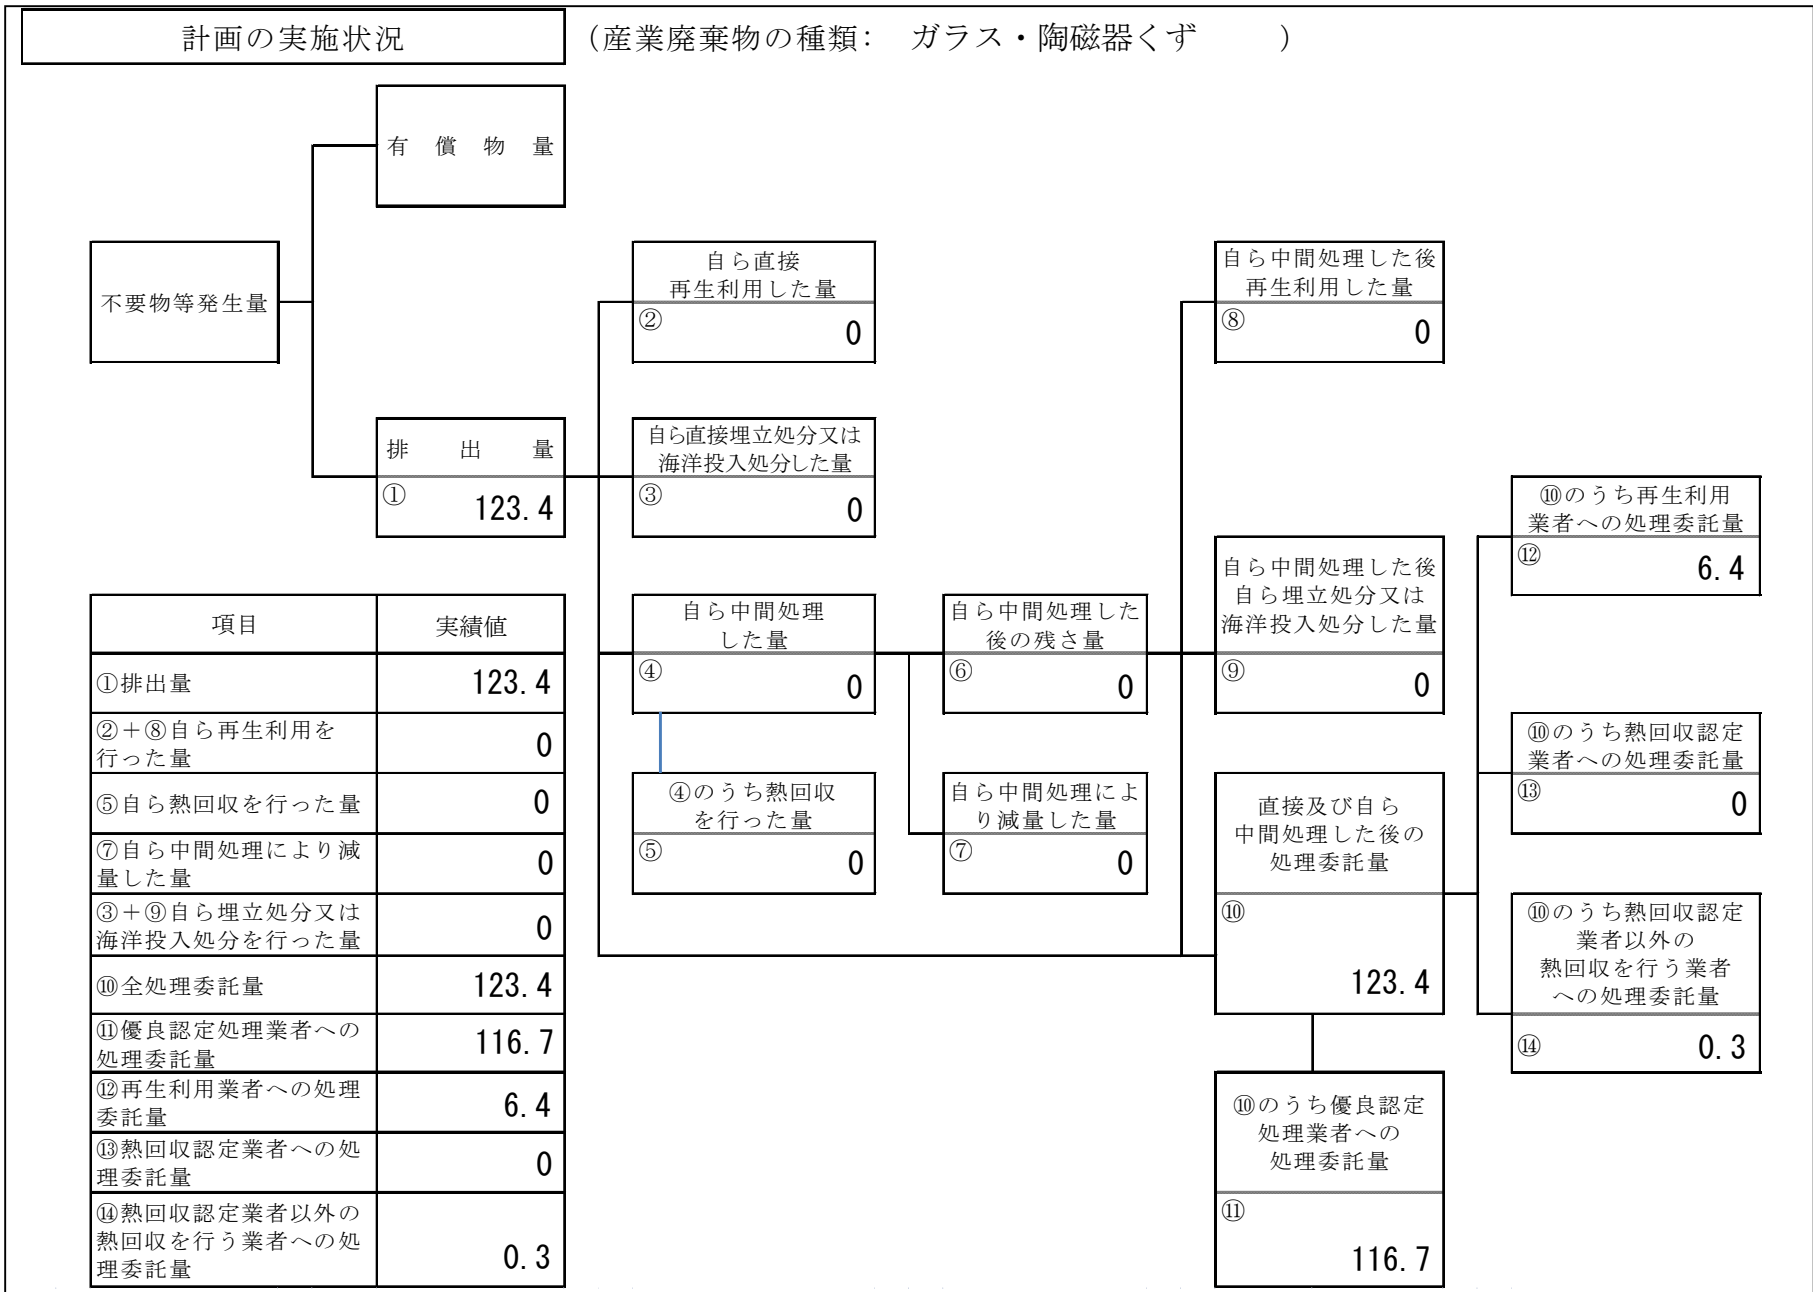 計画の実施状況
（産業廃棄物の種類： ガラス・陶磁器くず ）
有償物量
不要物等発生量
排出量
①
123.4
自ら直接
再生利用した量
②
0
自ら直接埋立処分又は
海洋投入処分した量
③
0
自ら中間処理
した量
④
0
④のうち熱回収
を行った量
⑤
0
自ら中間処理した
後の残さ量
⑥
0
自ら中間処理によ
り減量した量
⑦
0
自ら中間処理した後
再生利用した量
⑧
0
自ら中間処理した後
自ら埋立処分又は
海洋投入処分した量
⑨
0
直接及び自ら
中間処理した後の
処理委託量
⑩
123.4
⑩のうち優良認定
処理業者への
処理委託量
⑪
116.7
⑩のうち再生利用
業者への処理委託量
⑫
6.4
⑩のうち熱回収認定
業者への処理委託量
⑬
0
⑩のうち熱回収認定
業者以外の
熱回収を行う業者
への処理委託量
⑭
0.3
項目 実績値
①排出量 123.4
②＋⑧自ら再生利用を
行った量 0
⑤自ら熱回収を行った量 0
⑦自ら中間処理により減
量した量 0
③＋⑨自ら埋立処分又は
海洋投入処分を行った量 0
⑩全処理委託量 123.4
⑪優良認定処理業者への
処理委託量 116.7
⑫再生利用業者への処理
委託量 6.4
⑬熱回収認定業者への処
理委託量 0
⑭熱回収認定業者以外の
熱回収を行う業者への処
理委託量 0.3